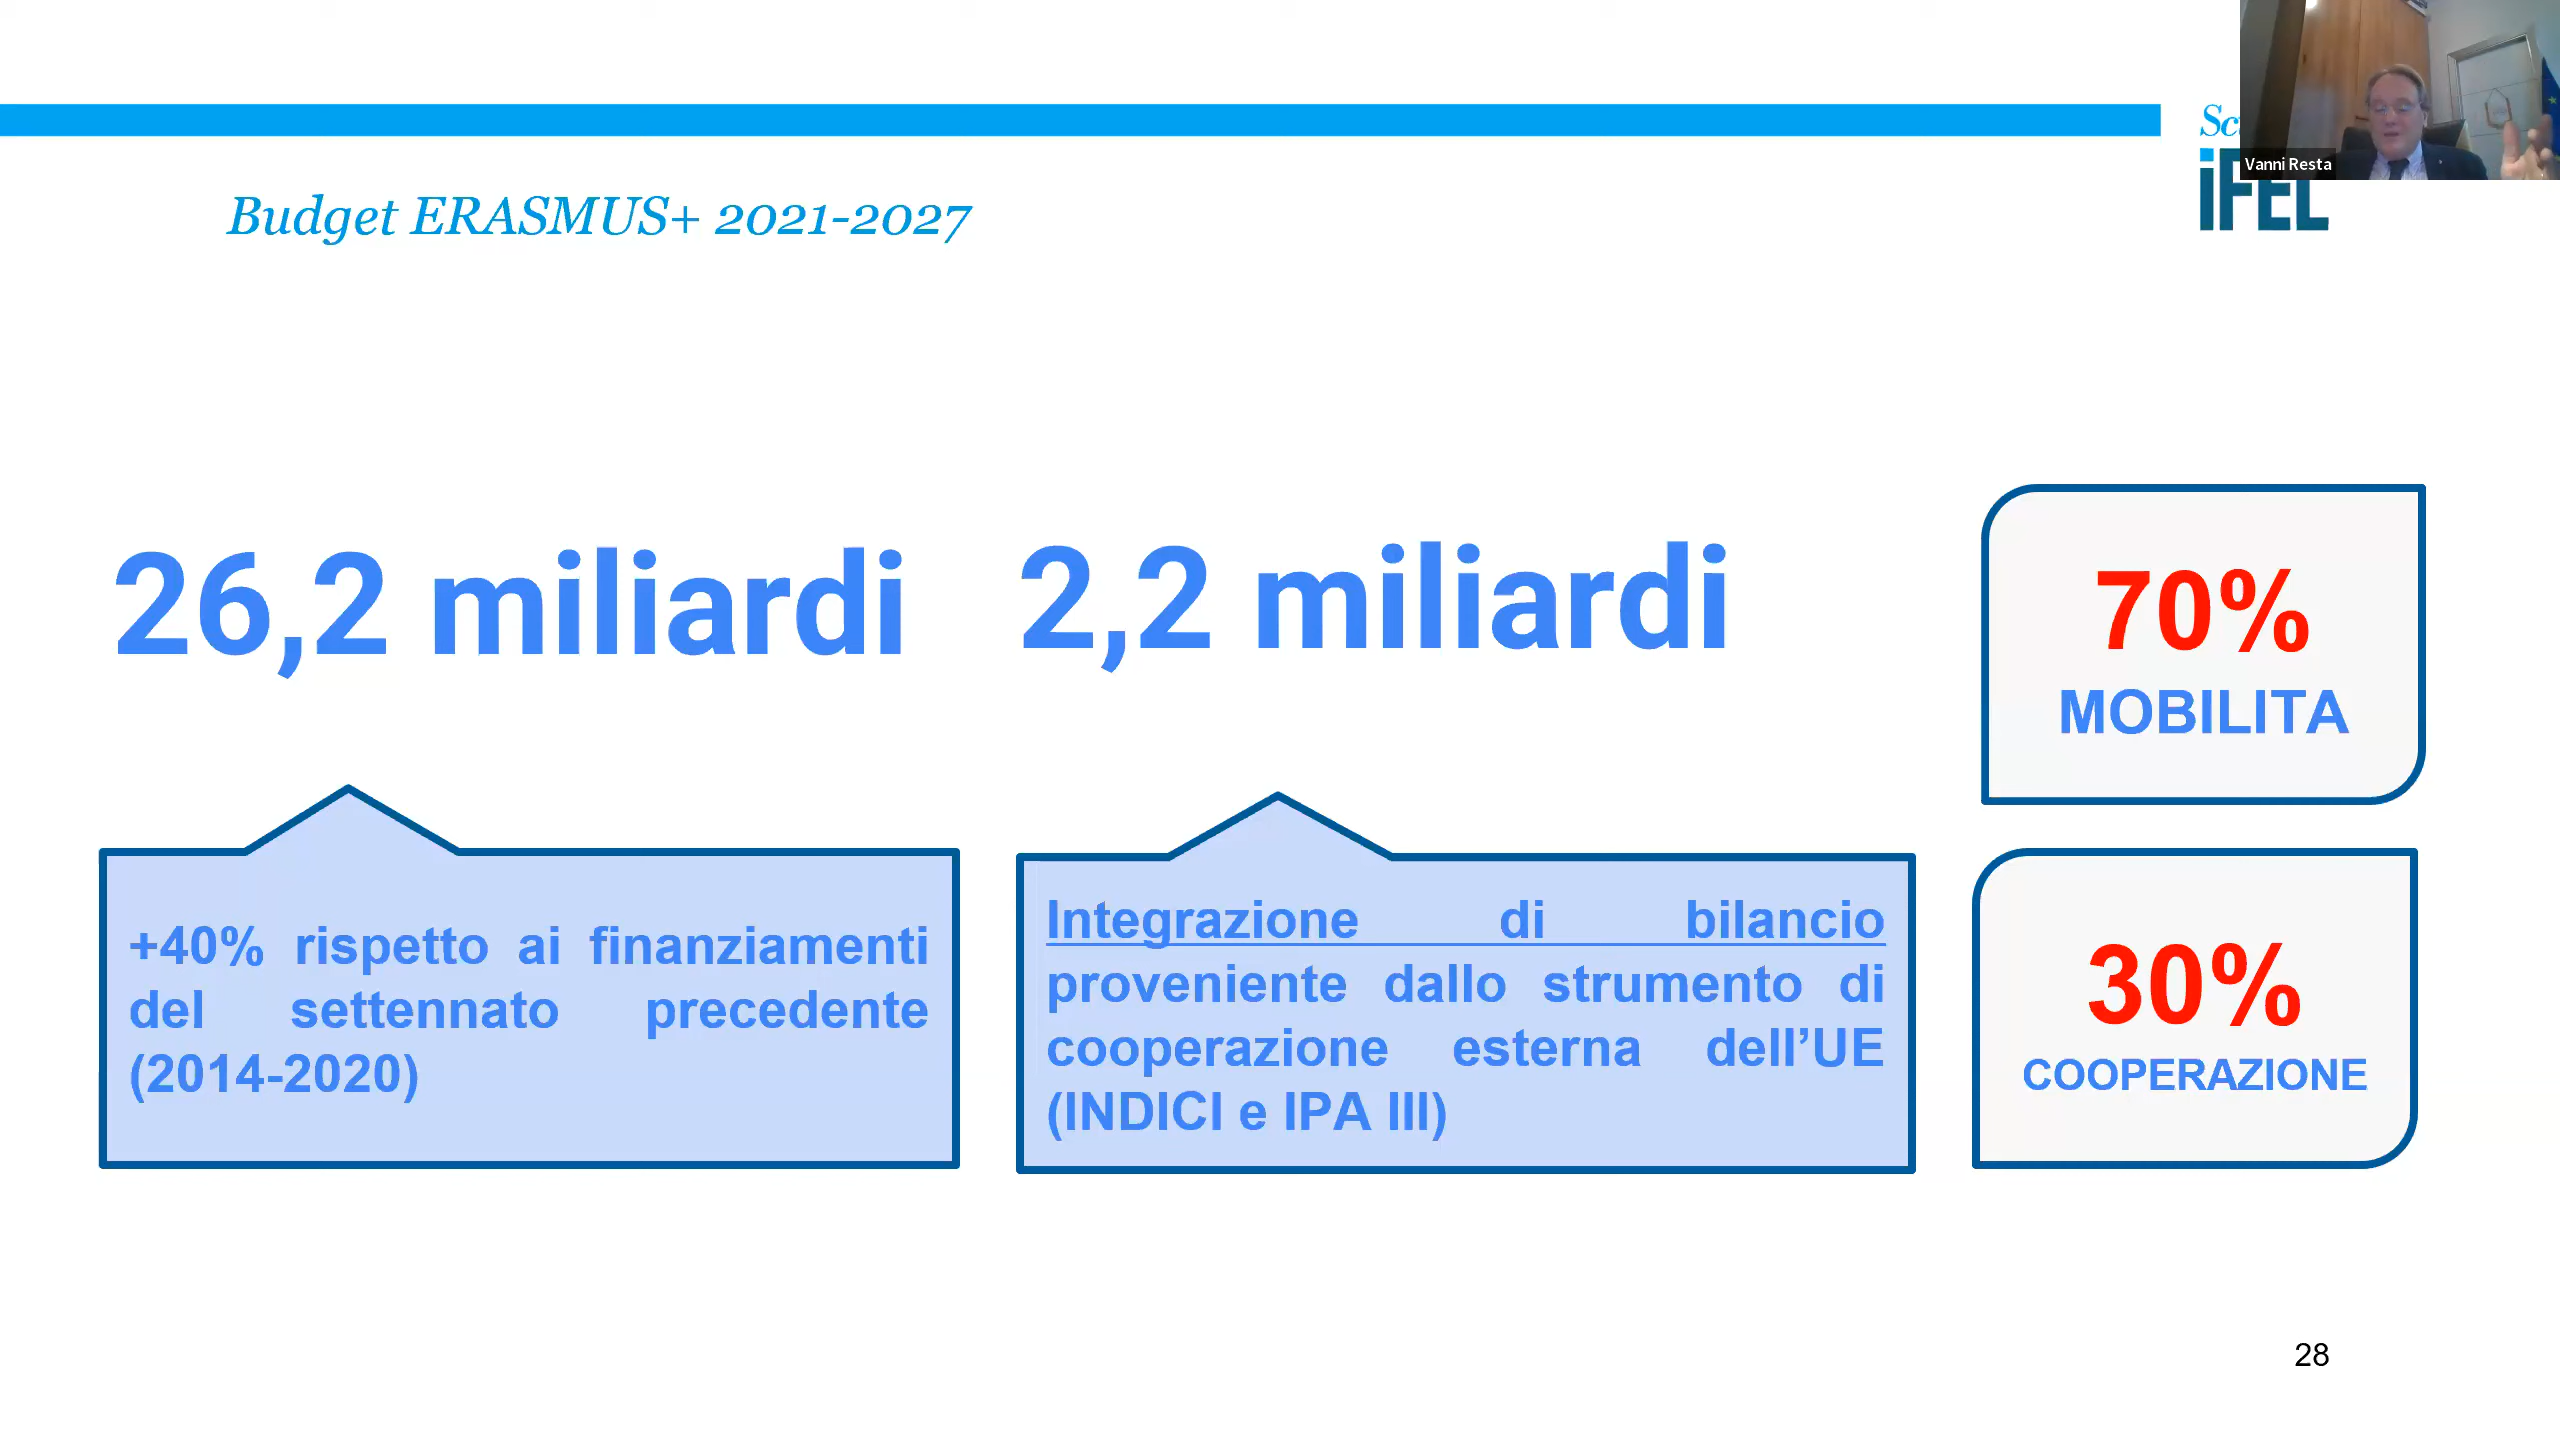 Vanni Resta
iFEL
Budget ERASMUS+ 2021-2027
26,2 miliardi
2,2 miliardi
70%
MOBILITA
+40% rispetto ai finanziamenti
del settennato precedente
(2014-2020)
Integrazione di bilancio
proveniente dallo strumento di
cooperazione esterna dell’UE
(INDICI e IPA III)
30%
COOPERAZIONE
28